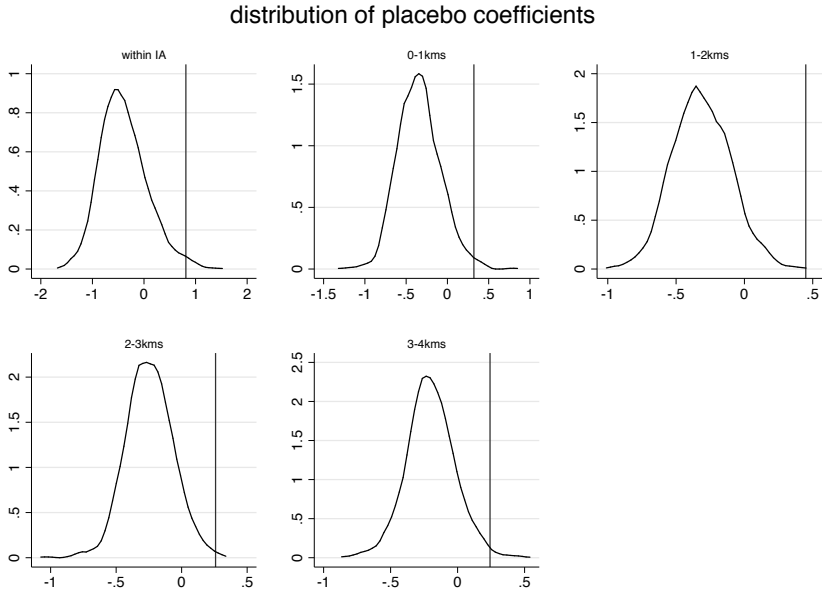 distribution of placebo coefficients
within IA
0-1kms
1-2kms
0 .2 .4 .6 .8 1
-2 -1 0 1 2
0 .5 1 1.5
-1.5 -1 -.5 0 .5 1
0 .5 1 1.5 2
-1 -.5 0 .5
2-3kms
3-4kms
0 .5 1 1.5 2
-1 -.5 0 .5
0 .5 1 1.5 2 2.5
-1 -.5 0 .5